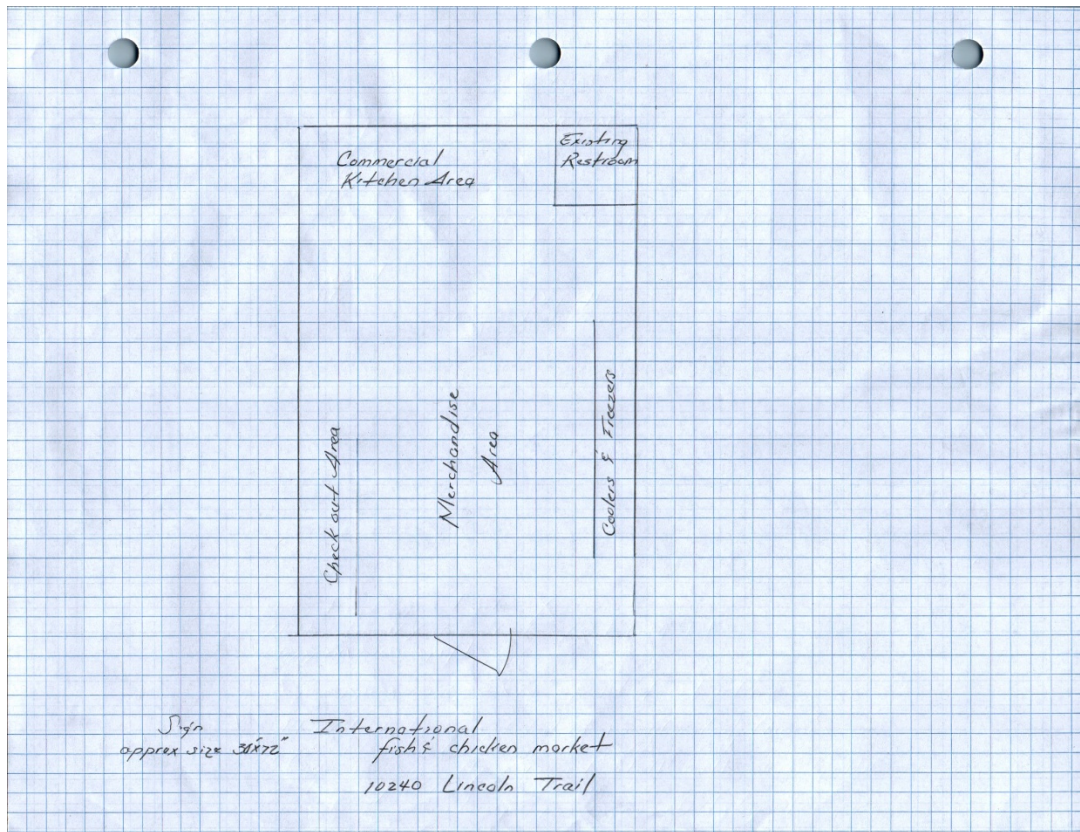 Commercial
Kitchen Area
Existing
Restroom
Check out Area
Merchandise
Area
Coolers & Freezers
Sign
approx size 30"x72"
International
fish & chicken market
10240 Lincoln Trail